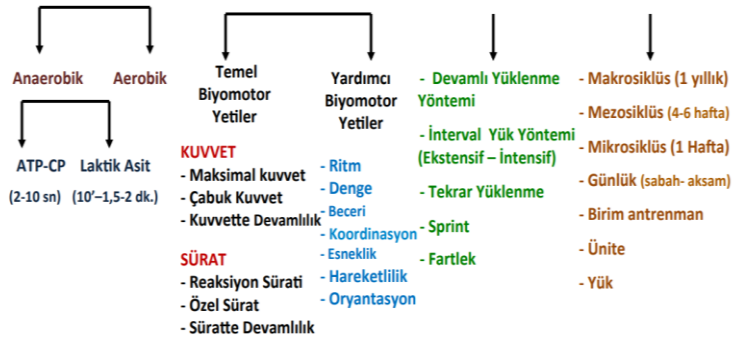 Anaerobik
Aerobik
ATP-CP
Laktik Asit
(2-10 sn)
(10’–1,5-2 dk.)
Temel
Biyomotor
Yetiler
KUVVET
- Maksimal kuvvet
- Çabuk Kuvvet
- Kuvvette Devamlılık
SÜRAT
- Reaksiyon Sürati
- Özel Sürat
- Süratte Devamlılık
Yardımcı
Biyomotor
Yetiler
- Ritm
- Denge
- Beceri
- Koordinasyon
- Esneklik
- Hareketlilik
- Oryantasyon
- Devamlı Yüklenme
Yöntemi
- İnterval Yük Yöntemi
(Ekstensif – İntensif)
- Tekrar Yüklenme
- Sprint
- Fartlek
- Makrosiklüs (1 yıllık)
- Mezosiklüs (4-6 hafta)
- Mikrosiklüs (1 Hafta)
- Günlük (sabah- aksam)
- Birim antrenman
- Ünite
- Yük